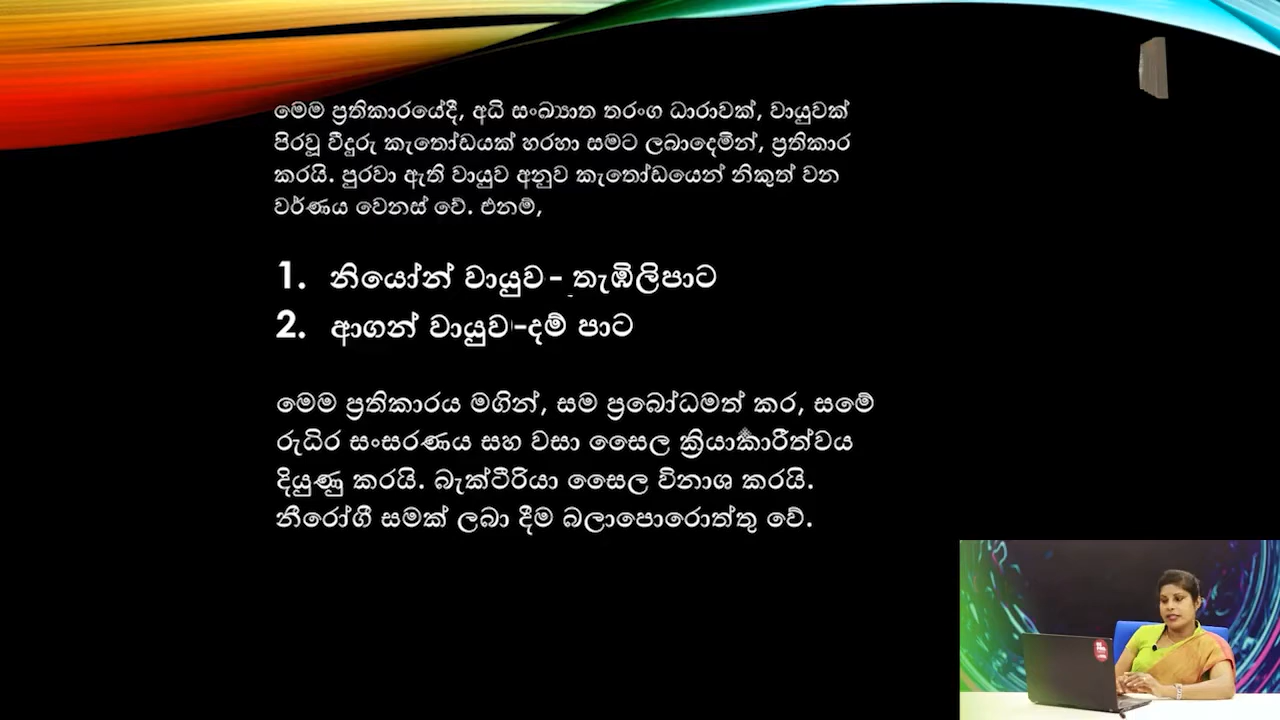 මෙම ප්‍රතිකාරයේදී, අධි සංඛ්‍යාත තරංග ධාරාවක්, වායුවක්
පිරවූ වීදුරු කැතෝඩයක් හරහා සමට ලබාදෙමින්, ප්‍රතිකාර
කරයි. පුරවා ඇති වායුව අනුව කැතෝඩයෙන් නිකුත් වන
වර්ණය වෙනස් වේ. එනම්,
1. නියෝන් වායුව- තැඹිලිපාට
2. ආගන් වායුව-දම් පාට
මෙම ප්‍රතිකාරය මගින්, සම ප්‍රබෝධමත් කර, සමේ
රුධිර සංසරණය සහ වසා සෛල ක්‍රියාකාරීත්වය
දියුණු කරයි. බැක්ටීරියා සෛල විනාශ කරයි.
නීරෝගී සමක් ලබා දීම බලාපොරොත්තු වේ.